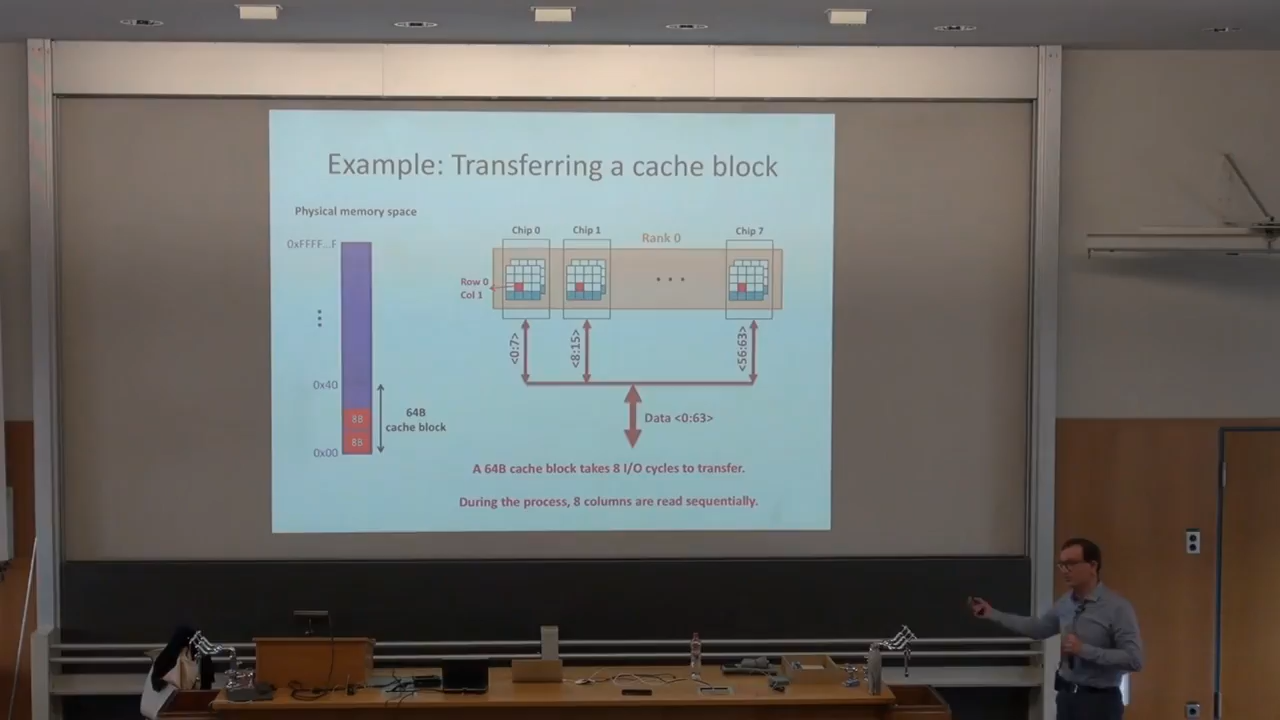 Example: Transferring a cache block
Physical memory space
0xFFFF...F
⋮
0x40
0x00
8B
8B
64B
cache block
Chip 0
Chip 1
Rank 0
Chip 7
Row 0
Col 1
. . .
<0:7>
<8:15>
<56:63>
Data <0:63>
A 64B cache block takes 8 I/O cycles to transfer.
During the process, 8 columns are read sequentially.